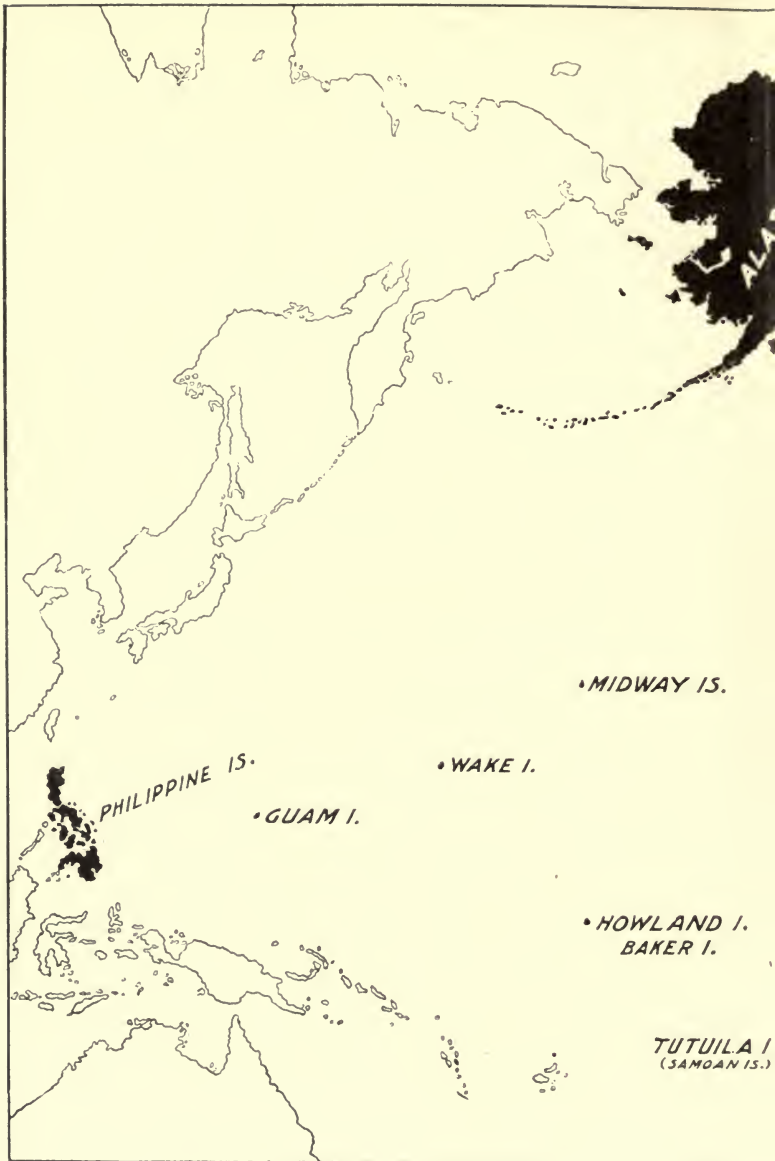 ALA
MIDWAY IS.
PHILIPPINE IS.
WAKE I.
GUAM I.
HOWLAND I.
BAKER I.
TUTUILA I
(SAMOAN IS.)